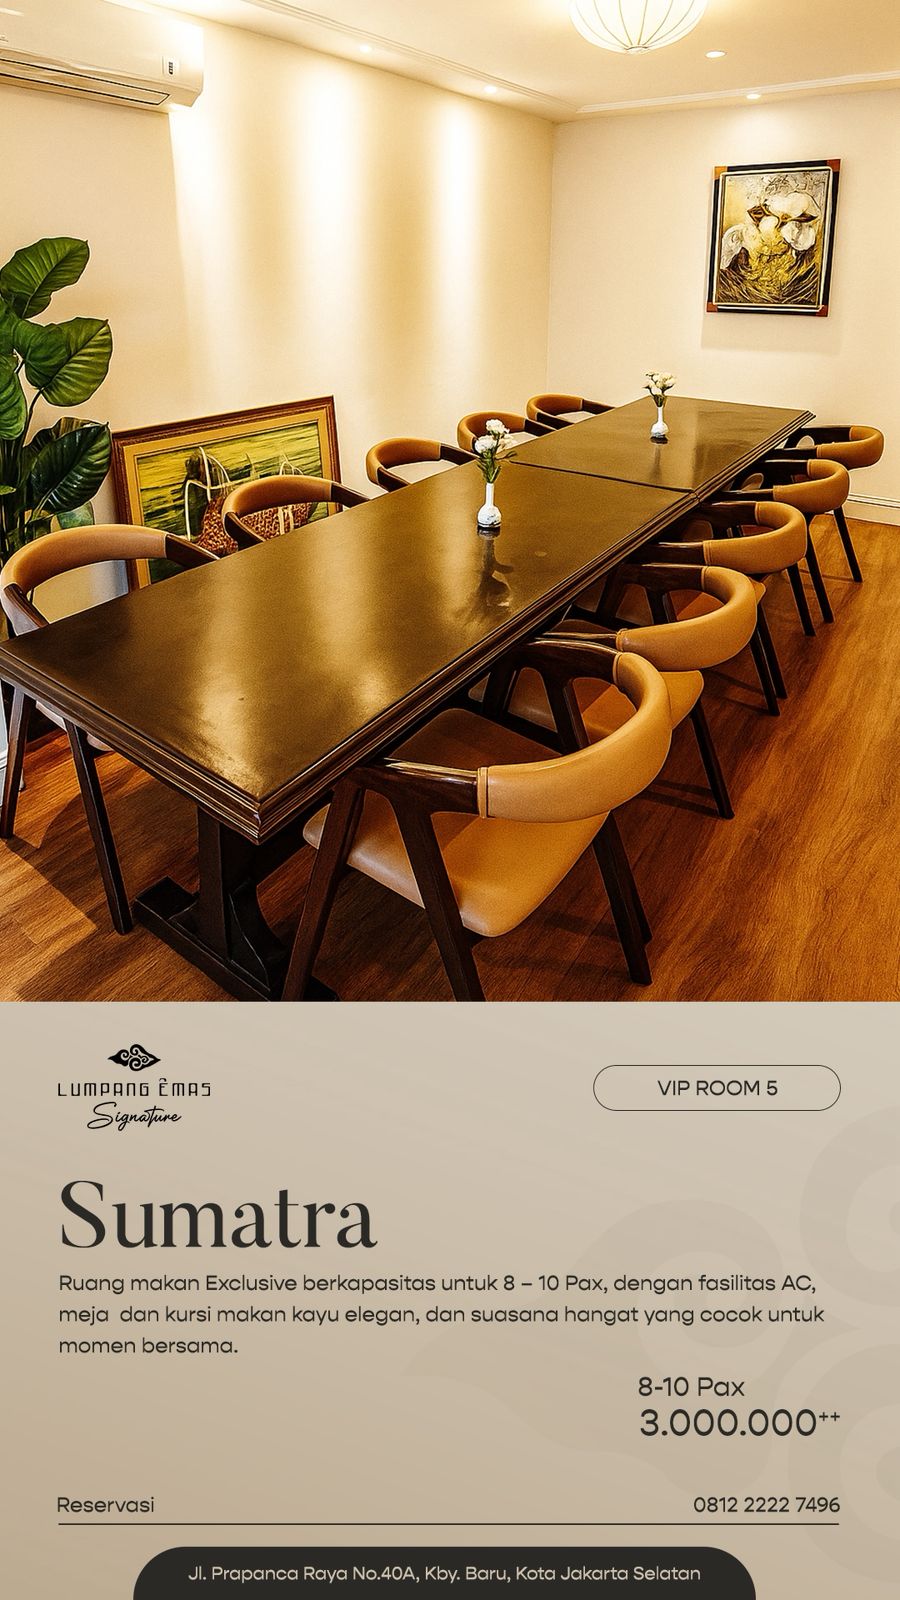 LUMPANG ÊMAS
Signature
VIP ROOM 5
Sumatra
Ruang makan Exclusive berkapasitas untuk 8 – 10 Pax, dengan fasilitas AC,
meja  dan kursi makan kayu elegan, dan suasana hangat yang cocok untuk
momen bersama.
8-10 Pax
3.000.000++
Reservasi
0812 2222 7496
Jl. Prapanca Raya No.40A, Kby. Baru, Kota Jakarta Selatan